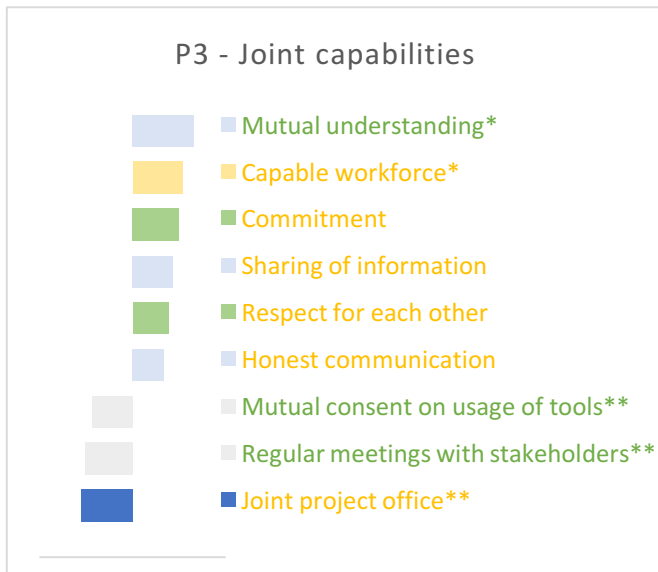 P3 - Joint capabilities
Mutual understanding*
Capable workforce*
Commitment
Sharing of information
Respect for each other
Honest communication
Mutual consent on usage of tools**
Regular meetings with stakeholders**
Joint project office**